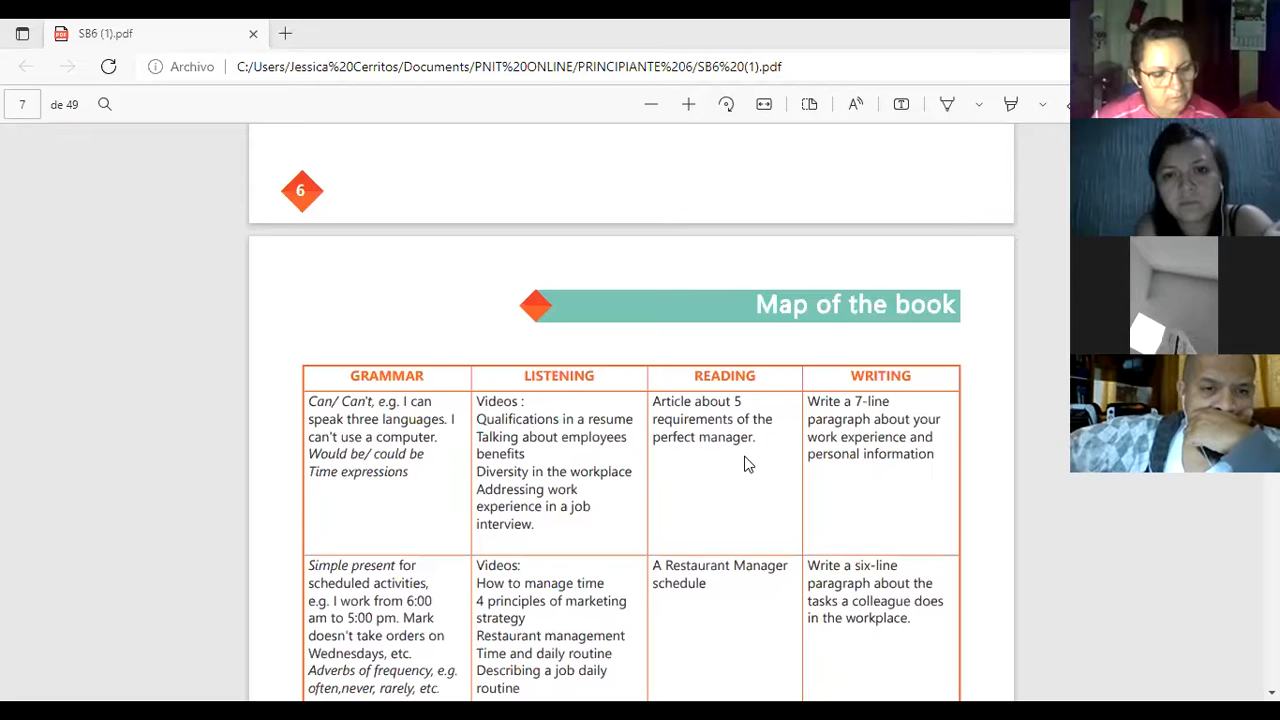 SB6 (1).pdf
Archivo
C:/Users/Jessica%20Cerritos/Documents/PNIT%20ONLINE/PRINCIPIANTE%206/SB6%20(1).pdf
7
de 49
6
Map of the book
GRAMMAR
LISTENING
READING
WRITING
Can/ Can't, e.g. I can
speak three languages. I
can't use a computer.
Would be/ could be
Time expressions
Videos :
Qualifications in a resume
Talking about employees
benefits
Diversity in the workplace
Addressing work
experience in a job
interview.
Article about 5
requirements of the
perfect manager.
Write a 7-line
paragraph about your
work experience and
personal information
Simple present for
scheduled activities,
e.g. I work from 6:00
am to 5:00 pm. Mark
doesn't take orders on
Wednesdays, etc.
Adverbs of frequency, e.g.
often,never, rarely, etc.
Videos:
How to manage time
4 principles of marketing
strategy
Restaurant management
Time and daily routine
Describing a job daily
routine
A Restaurant Manager
schedule
Write a six-line
paragraph about the
tasks a colleague does
in the workplace.